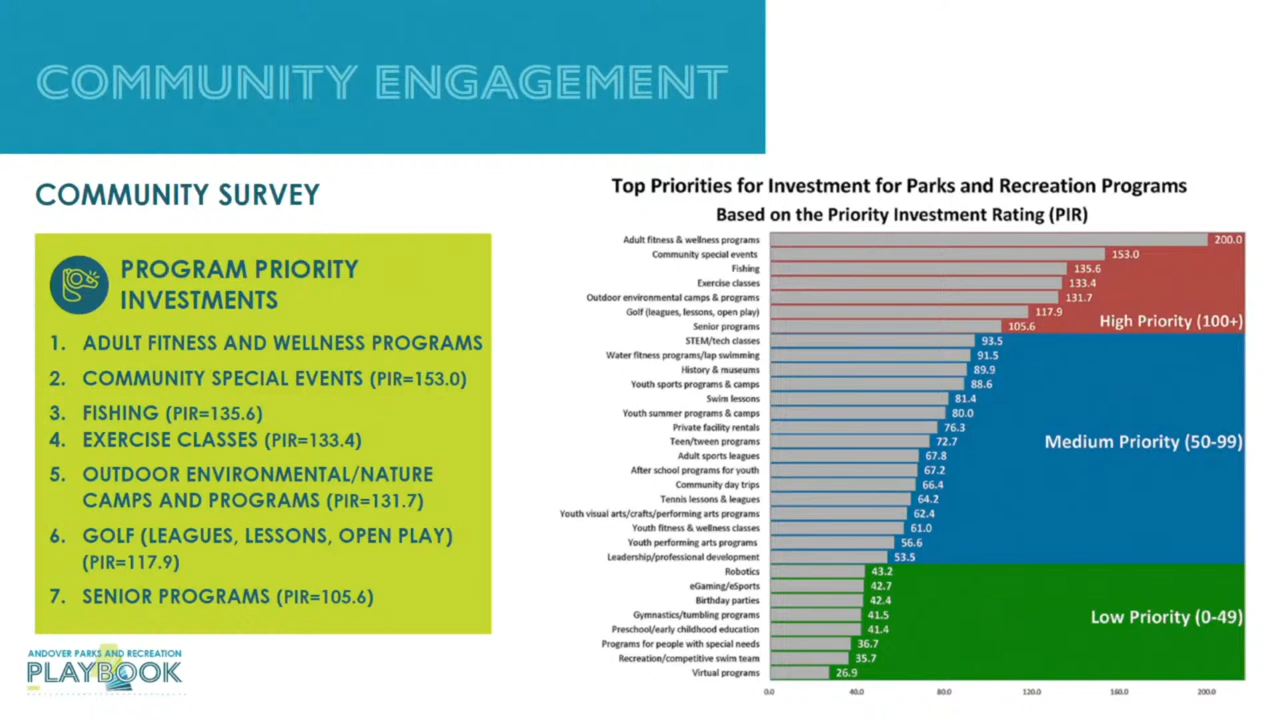 COMMUNITY ENGAGEMENT
COMMUNITY SURVEY
PROGRAM PRIORITY
INVESTMENTS
1. ADULT FITNESS AND WELLNESS PROGRAMS
2. COMMUNITY SPECIAL EVENTS (PIR=153.0)
3. FISHING (PIR=135.6)
4. EXERCISE CLASSES (PIR=133.4)
5. OUTDOOR ENVIRONMENTAL/NATURE
CAMPS AND PROGRAMS (PIR=131.7)
6. GOLF (LEAGUES, LESSONS, OPEN PLAY)
(PIR=117.9)
7. SENIOR PROGRAMS (PIR=105.6)
ANDOVER PARKS AND RECREATION
PLAYBOOK
Top Priorities for Investment for Parks and Recreation Programs
Based on the Priority Investment Rating (PIR)
Adult fitness & wellness programs 200.0
Community special events 153.0
Fishing 135.6
Exercise classes 133.4
Outdoor environmental camps & programs 131.7
Golf (leagues, lessons, open play) 117.9
Senior programs 105.6
High Priority (100+)
STEM/tech classes 93.5
Water fitness programs/lap swimming 91.5
History & museums 89.9
Youth sports programs & camps 88.6
Swim lessons 81.4
Youth summer programs & camps 80.0
Private facility rentals 76.3
Teen/tween programs 72.7
Medium Priority (50-99)
Adult sports leagues 67.8
After school programs for youth 67.2
Community day trips 66.4
Tennis lessons & leagues 64.2
Youth visual arts/crafts/performing arts programs 62.4
Youth fitness & wellness classes 61.0
Youth performing arts programs 56.6
Leadership/professional development 53.5
Robotics 43.2
eGaming/eSports 42.7
Birthday parties 42.4
Gymnastics/tumbling programs 41.5
Low Priority (0-49)
Preschool/early childhood education 41.4
Programs for people with special needs 36.7
Recreation/competitive swim team 35.7
Virtual programs 26.9
0.0 40.0 80.0 120.0 160.0 200.0